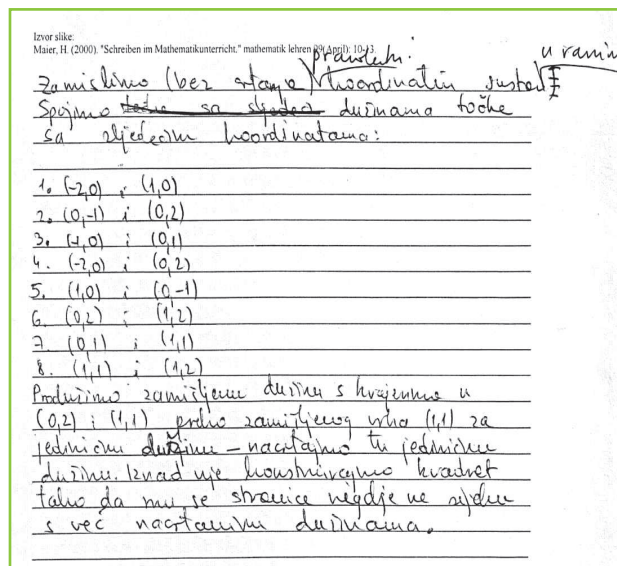 Izvor slike:
Maier, H. (2000). "Schreiben im Mathematikunterricht." mathematik lehren 99(April): 10-13.
pravokutni u ravnini
Zamislimo (bez crtanja) koordinatni sustav
Spojimo točke sa sljedeći dužinama točke
sa sljedećim koordinatama:
1. (-2,0) i (1,0)
2. (0,-1) i (0,2)
3. (-1,0) i (0,1)
4. (-2,0) i (0,2)
5. (1,0) i (0,-1)
6. (0,2) i (1,2)
7. (0,1) i (1,1)
8. (1,1) i (1,2)
Produžimo zamišljenu dužinu s krajevima u
(0,2) i (1,1) preko zamišljenog vrha (1,1) za
jediničnu dužinu – nacrtajmo tu jediničnu
dužinu. Iznad nje konstruirajmo kvadrat
tako da mu se stranice nigdje ne sijeku
s već nacrtanim dužinama.